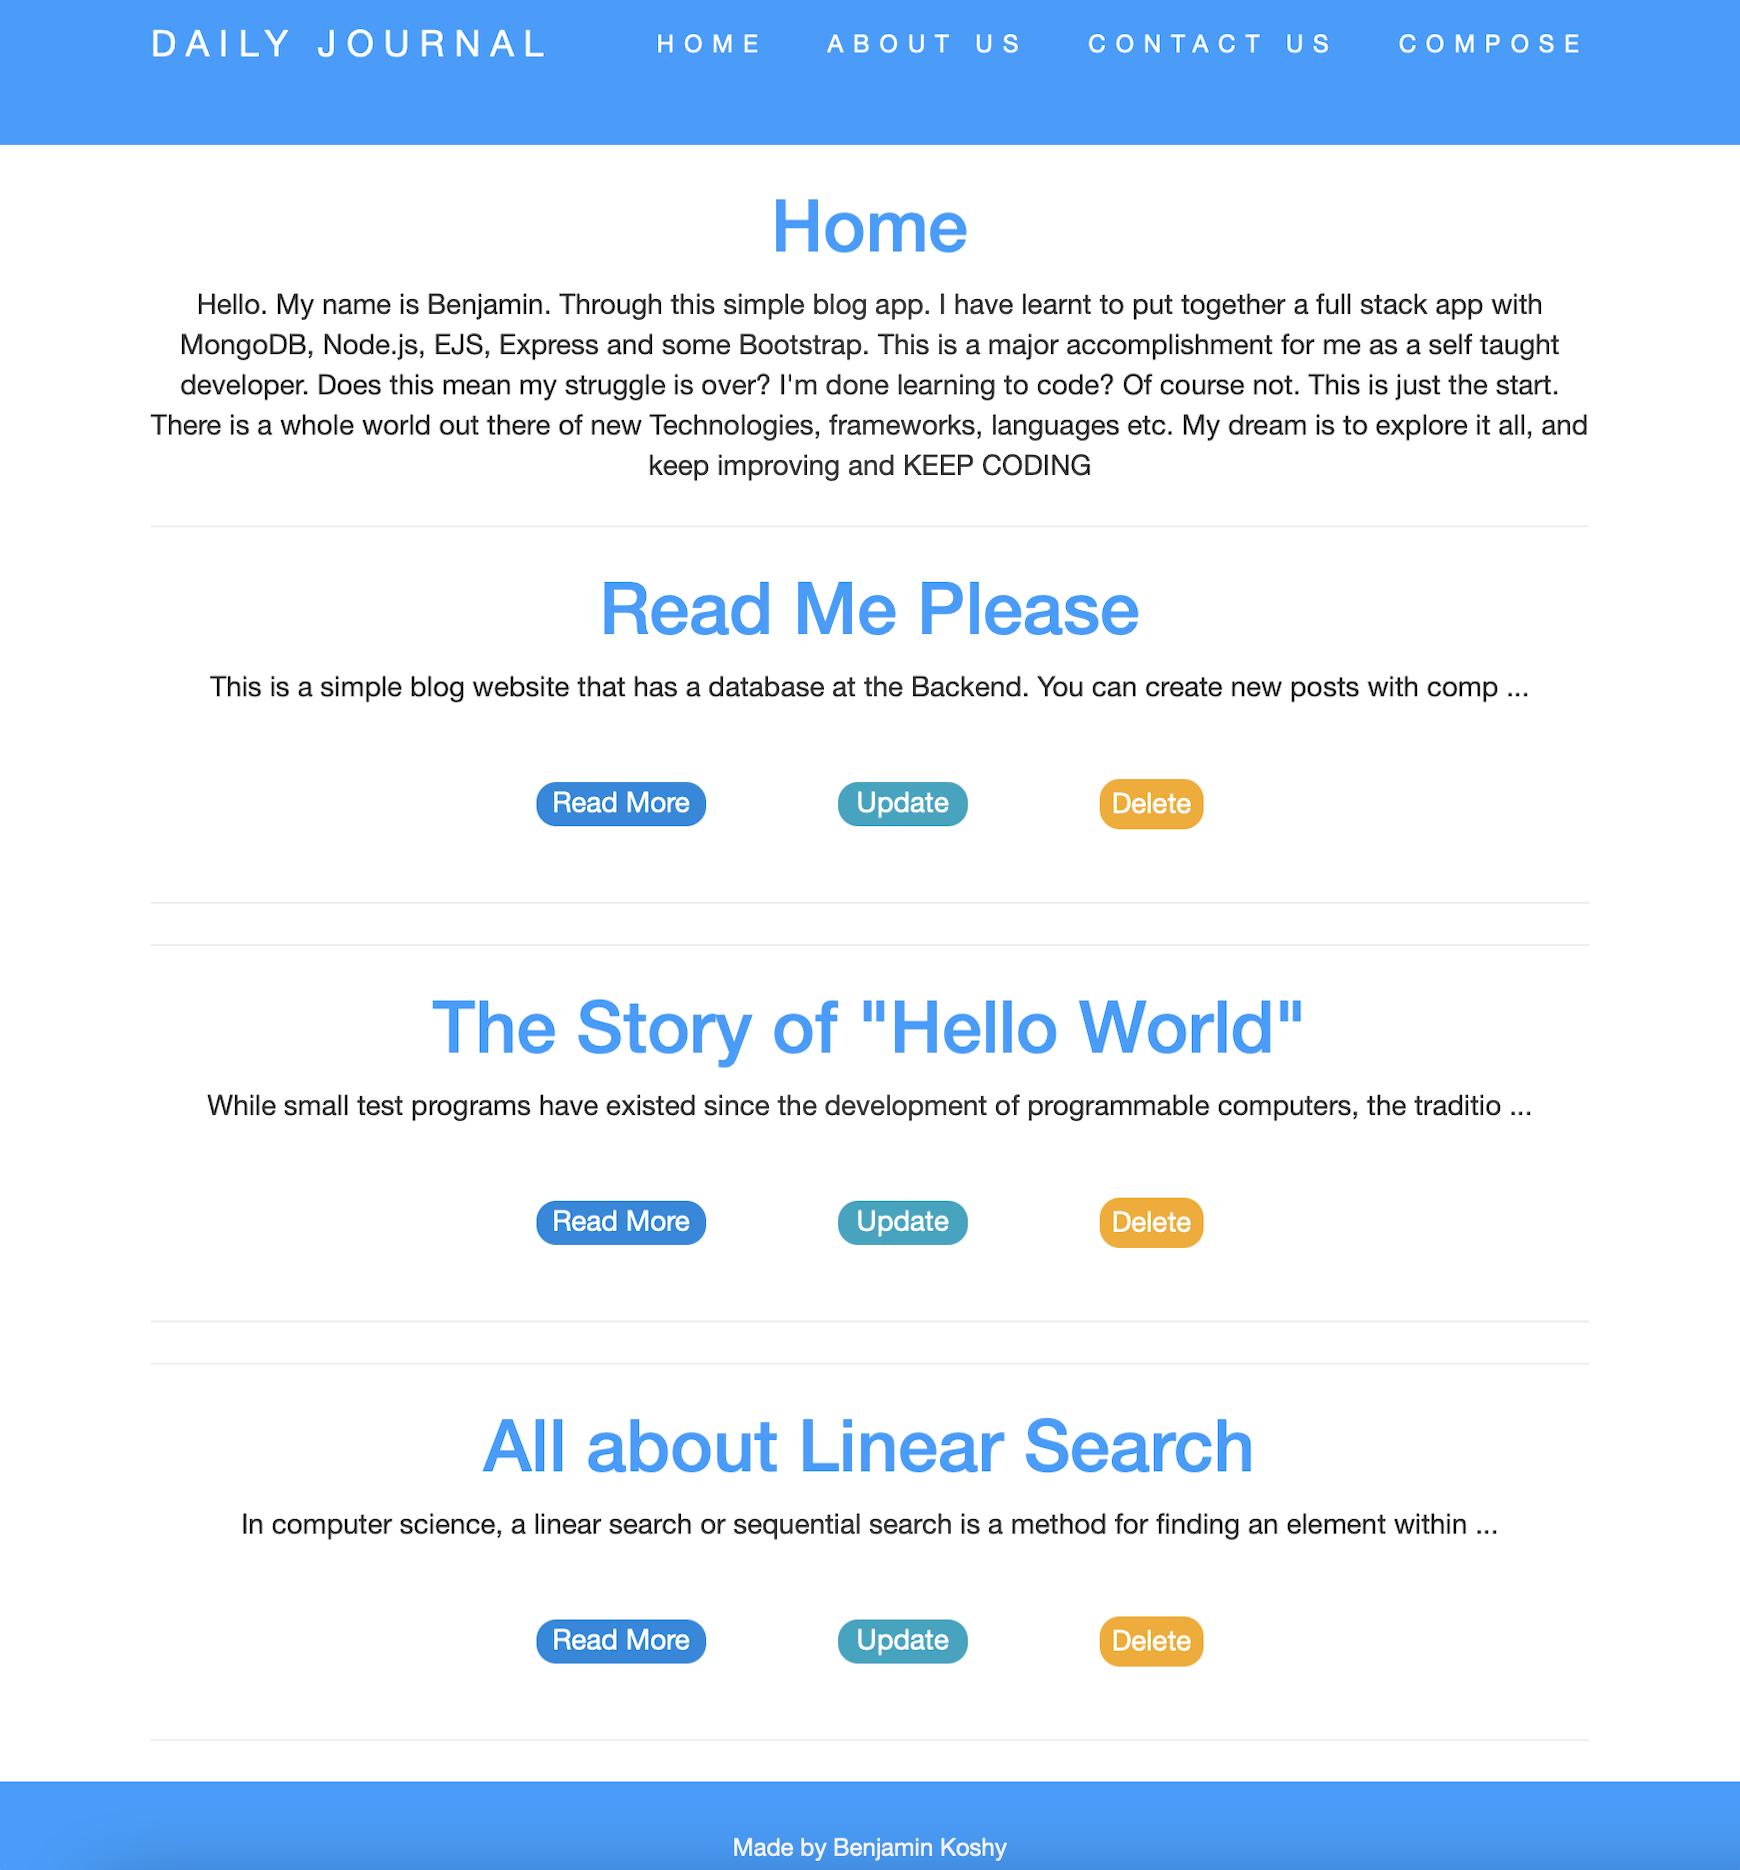 DAILY JOURNAL HOME ABOUT US CONTACT US COMPOSE
Home
Hello. My name is Benjamin. Through this simple blog app. I have learnt to put together a full stack app with
MongoDB, Node.js, EJS, Express and some Bootstrap. This is a major accomplishment for me as a self taught
developer. Does this mean my struggle is over? I'm done learning to code? Of course not. This is just the start.
There is a whole world out there of new Technologies, frameworks, languages etc. My dream is to explore it all, and
keep improving and KEEP CODING
Read Me Please
This is a simple blog website that has a database at the Backend. You can create new posts with comp ...
Read More Update Delete
The Story of "Hello World"
While small test programs have existed since the development of programmable computers, the traditio ...
Read More Update Delete
All about Linear Search
In computer science, a linear search or sequential search is a method for finding an element within ...
Read More Update Delete
Made by Benjamin Koshy